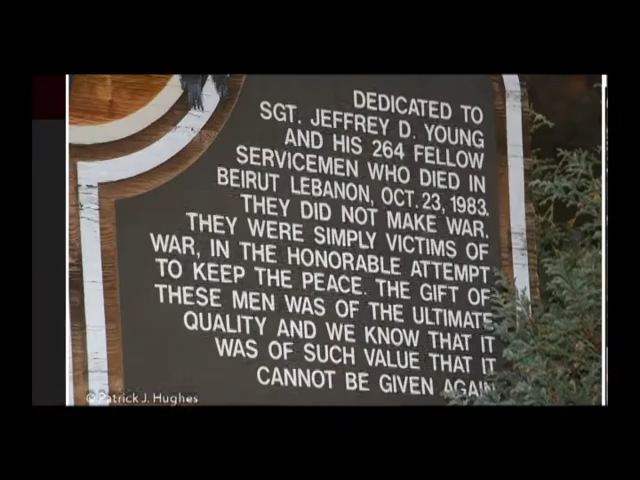 DEDICATED TO
SGT. JEFFREY D. YOUNG
AND HIS 264 FELLOW
SERVICEMEN WHO DIED IN
BEIRUT LEBANON, OCT. 23, 1983.
THEY DID NOT MAKE WAR.
THEY WERE SIMPLY VICTIMS OF
WAR, IN THE HONORABLE ATTEMPT
TO KEEP THE PEACE. THE GIFT OF
THESE MEN WAS OF THE ULTIMATE
QUALITY AND WE KNOW THAT IT
WAS OF SUCH VALUE THAT IT
CANNOT BE GIVEN AGAIN
© Patrick J. Hughes